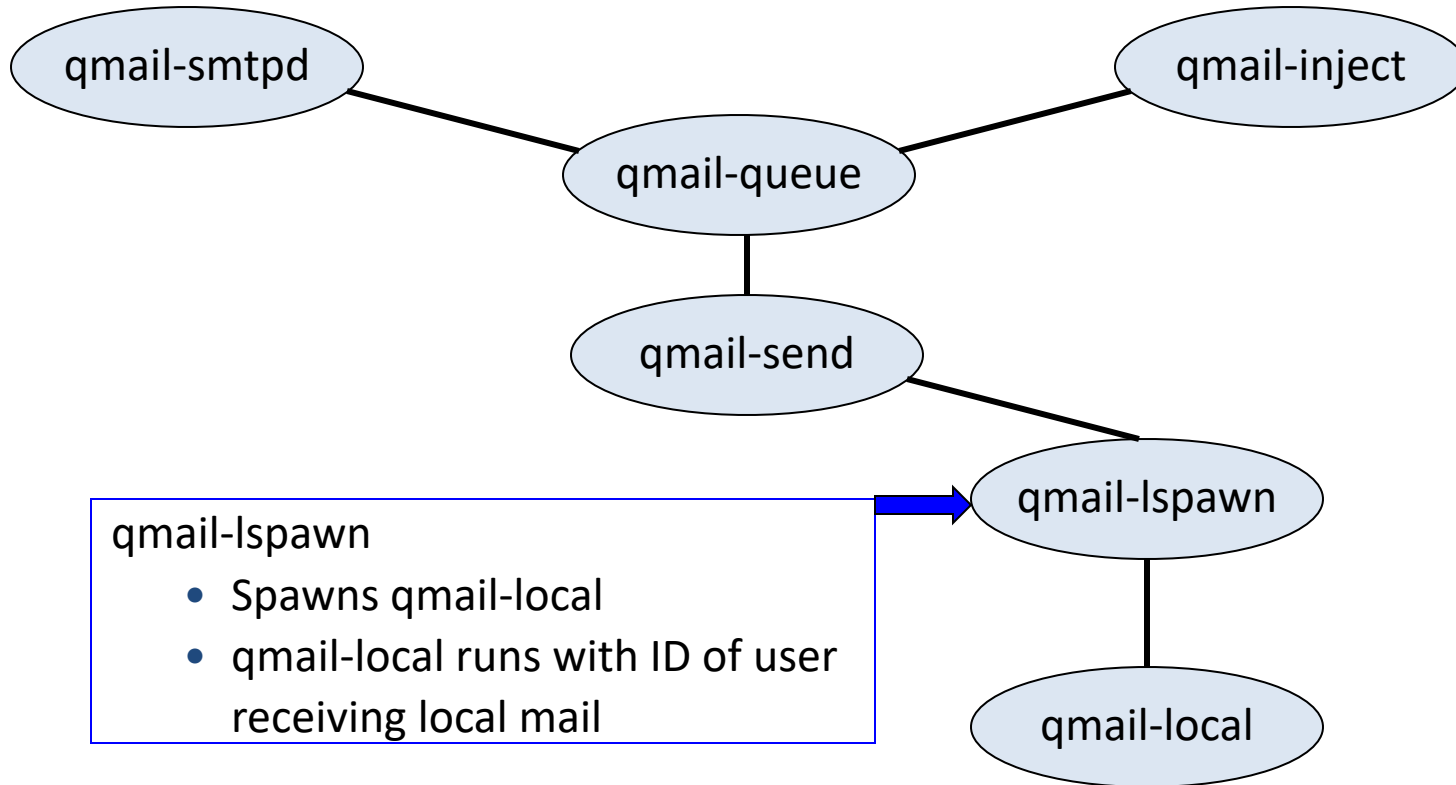 qmail-smtpd
qmail-inject
qmail-queue
qmail-send
qmail-lspawn
qmail-lspawn
• Spawns qmail-local
• qmail-local runs with ID of user
receiving local mail
qmail-local